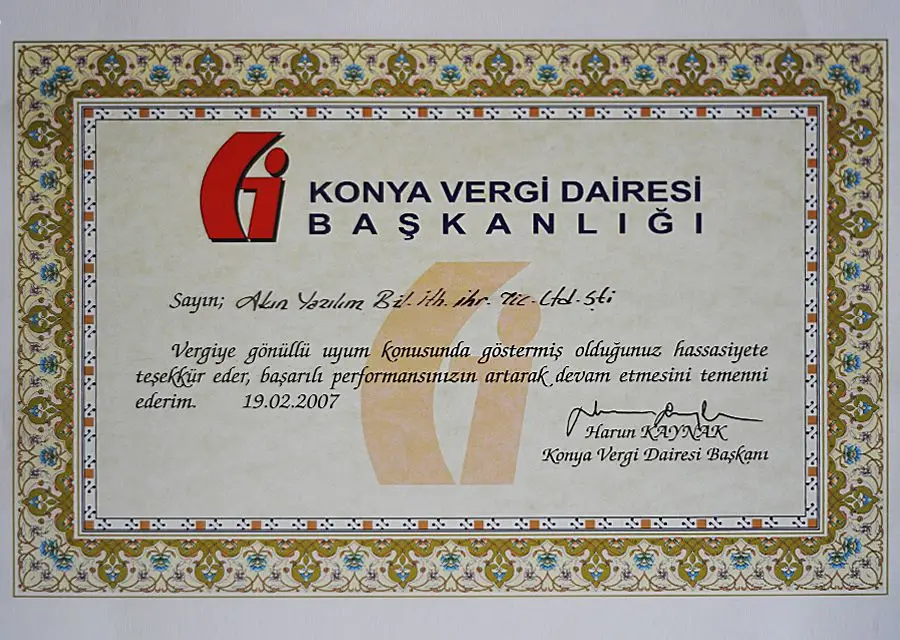 KONYA VERGİ DAİRESİ
BAŞKANLIĞI
Sayın; Akın Yazılım Bil. İth. ihr. Tic. Ltd. Şti
Vergiye gönüllü uyum konusunda göstermiş olduğunuz hassasiyete
teşekkür eder, başarılı performansınızın artarak devam etmesini temenni
ederim. 19.02.2007
Harun KAYNAK
Konya Vergi Dairesi Başkanı